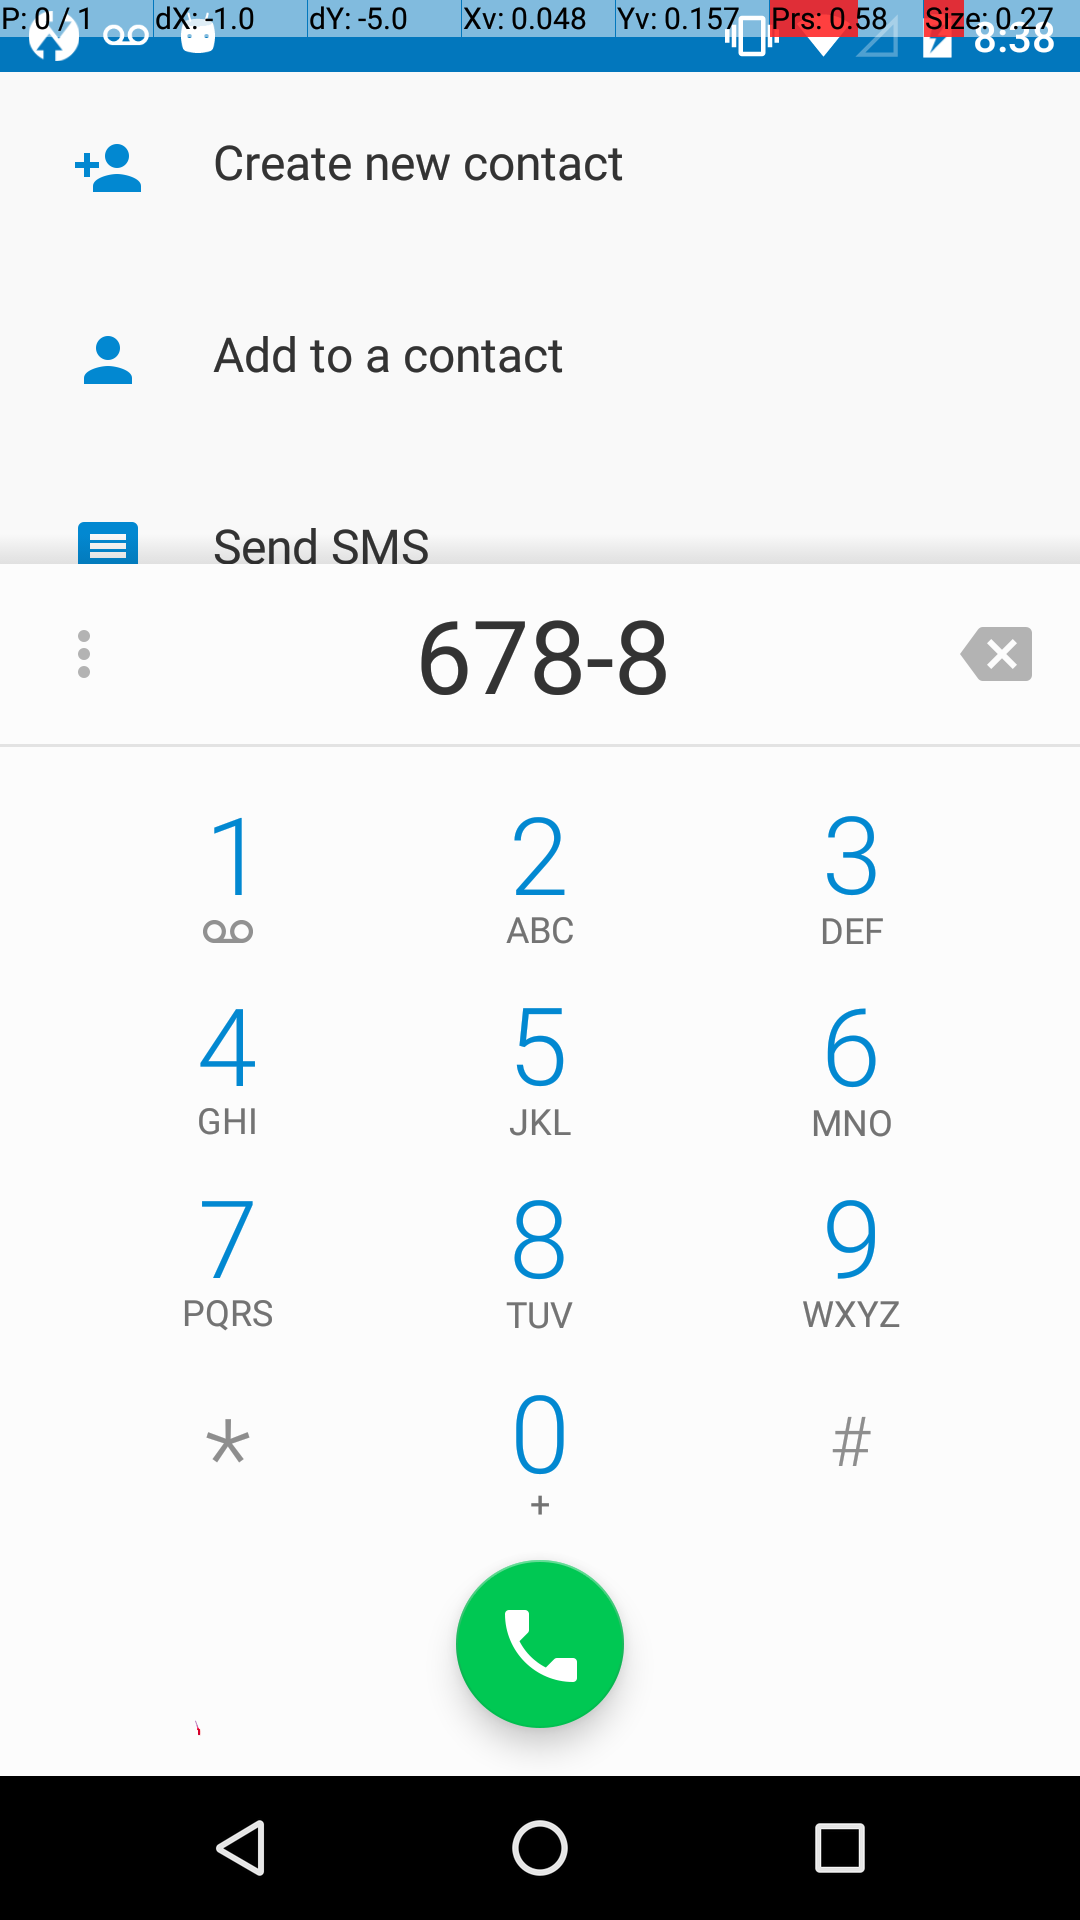 P: 0 / 1 dX: -1.0 dY: -5.0 Xv: 0.048 Yv: 0.157 Prs: 0.58 Size: 0.27
8:38
Create new contact
Add to a contact
Send SMS
678-8
1 2 3
ABC DEF
4 5 6
GHI JKL MNO
7 8 9
PQRS TUV WXYZ
* 0 #
+